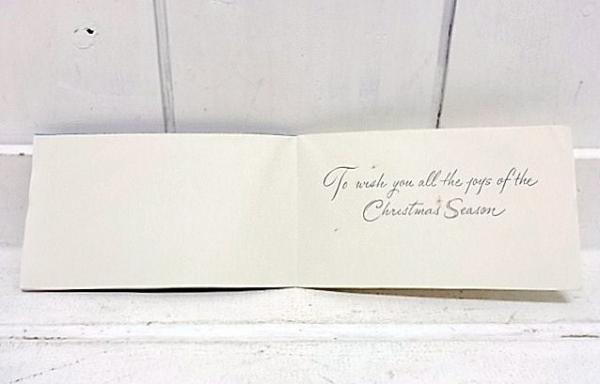 To wish you all the joys of the
Christmas Season